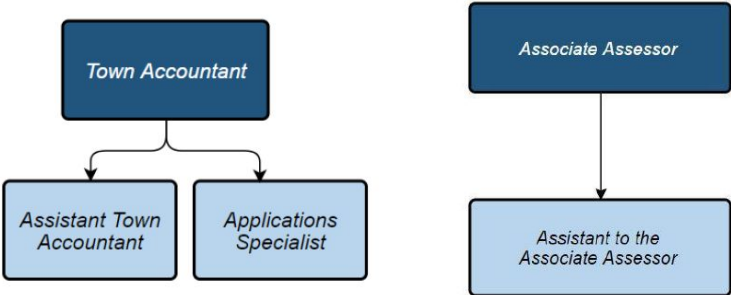 Town Accountant
Associate Assessor
Assistant Town
Accountant
Applications
Specialist
Assistant to the
Associate Assessor